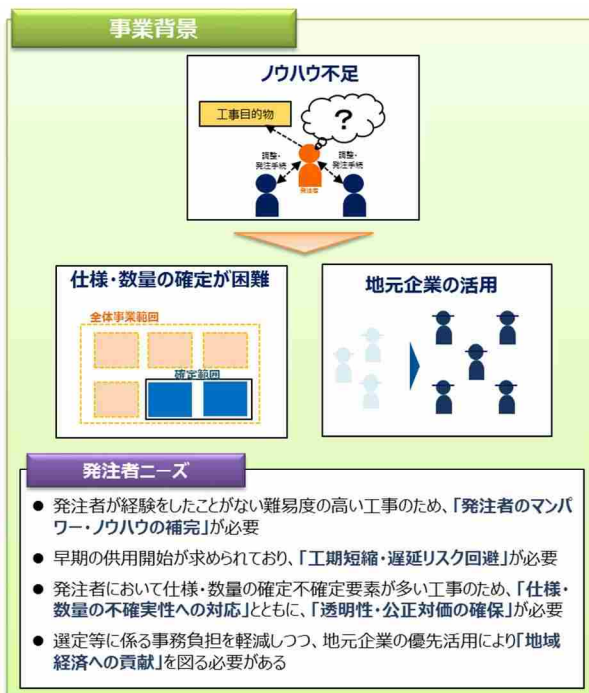 事業背景
ノウハウ不足
工事目的物
?
調整・
発注手続
調整・
発注手続
発注者
仕様・数量の確定が困難
全体事業範囲
確定範囲
地元企業の活用
発注者ニーズ
● 発注者が経験をしたことがない難易度の高い工事のため、「発注者のマンパ
ワー・ノウハウの補完」が必要
● 早期の供用開始が求められており、「工期短縮・遅延リスク回避」が必要
● 発注者において仕様・数量の確定不確定要素が多い工事のため、「仕様・
数量の不確実性への対応」とともに、「透明性・公正対価の確保」が必要
● 選定等に係る事務負担を軽減しつつ、地元企業の優先活用により「地域
経済への貢献」を図る必要がある